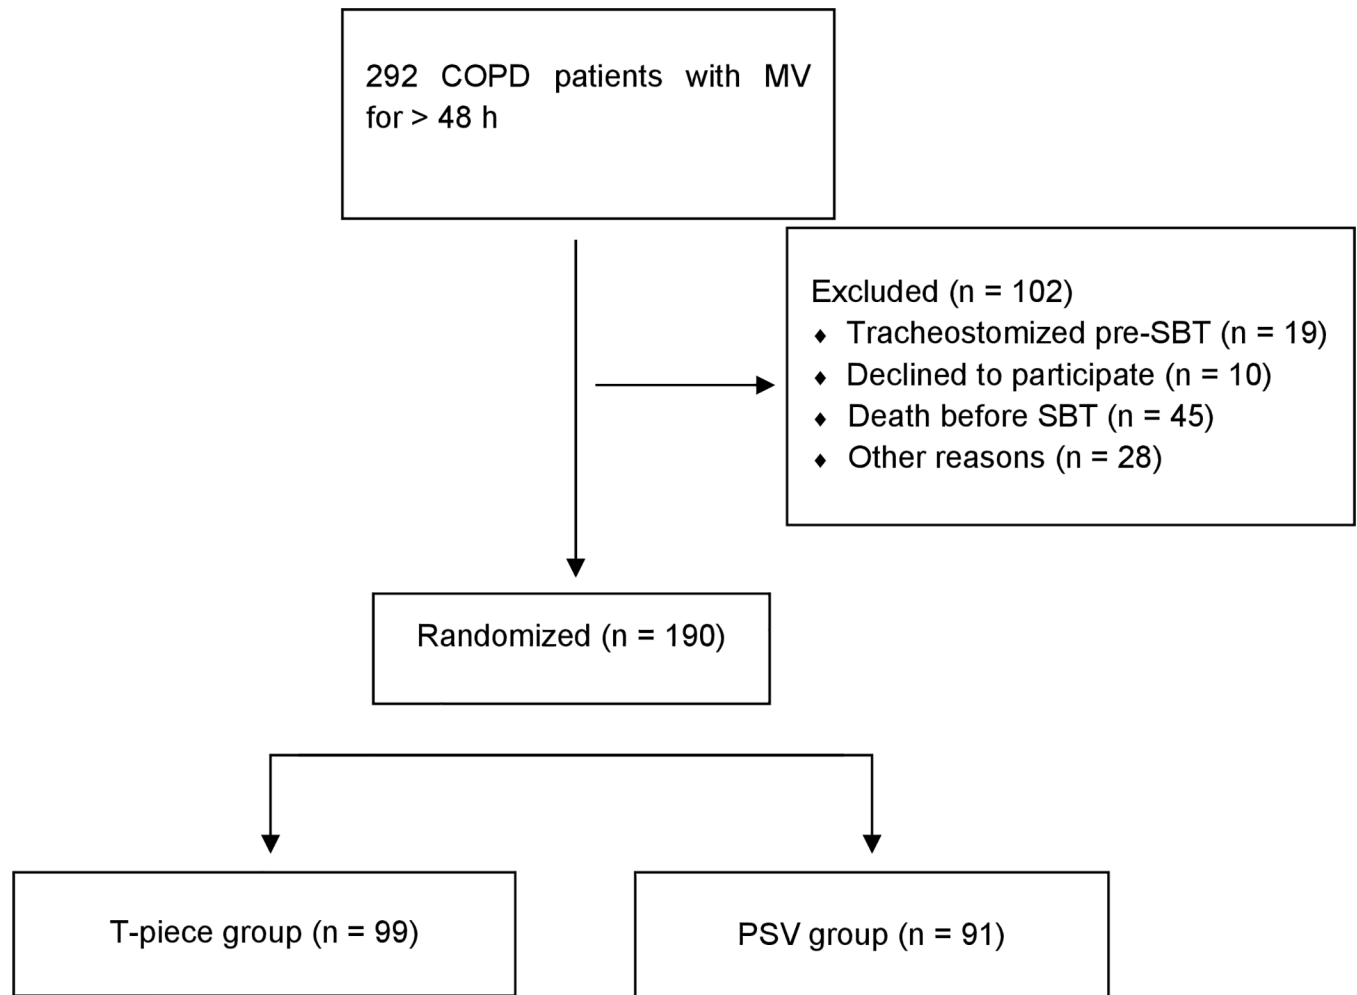 292 COPD patients with MV
for > 48 h
Excluded (n = 102)
♦ Tracheostomized pre-SBT (n = 19)
♦ Declined to participate (n = 10)
♦ Death before SBT (n = 45)
♦ Other reasons (n = 28)
Randomized (n = 190)
T-piece group (n = 99)
PSV group (n = 91)